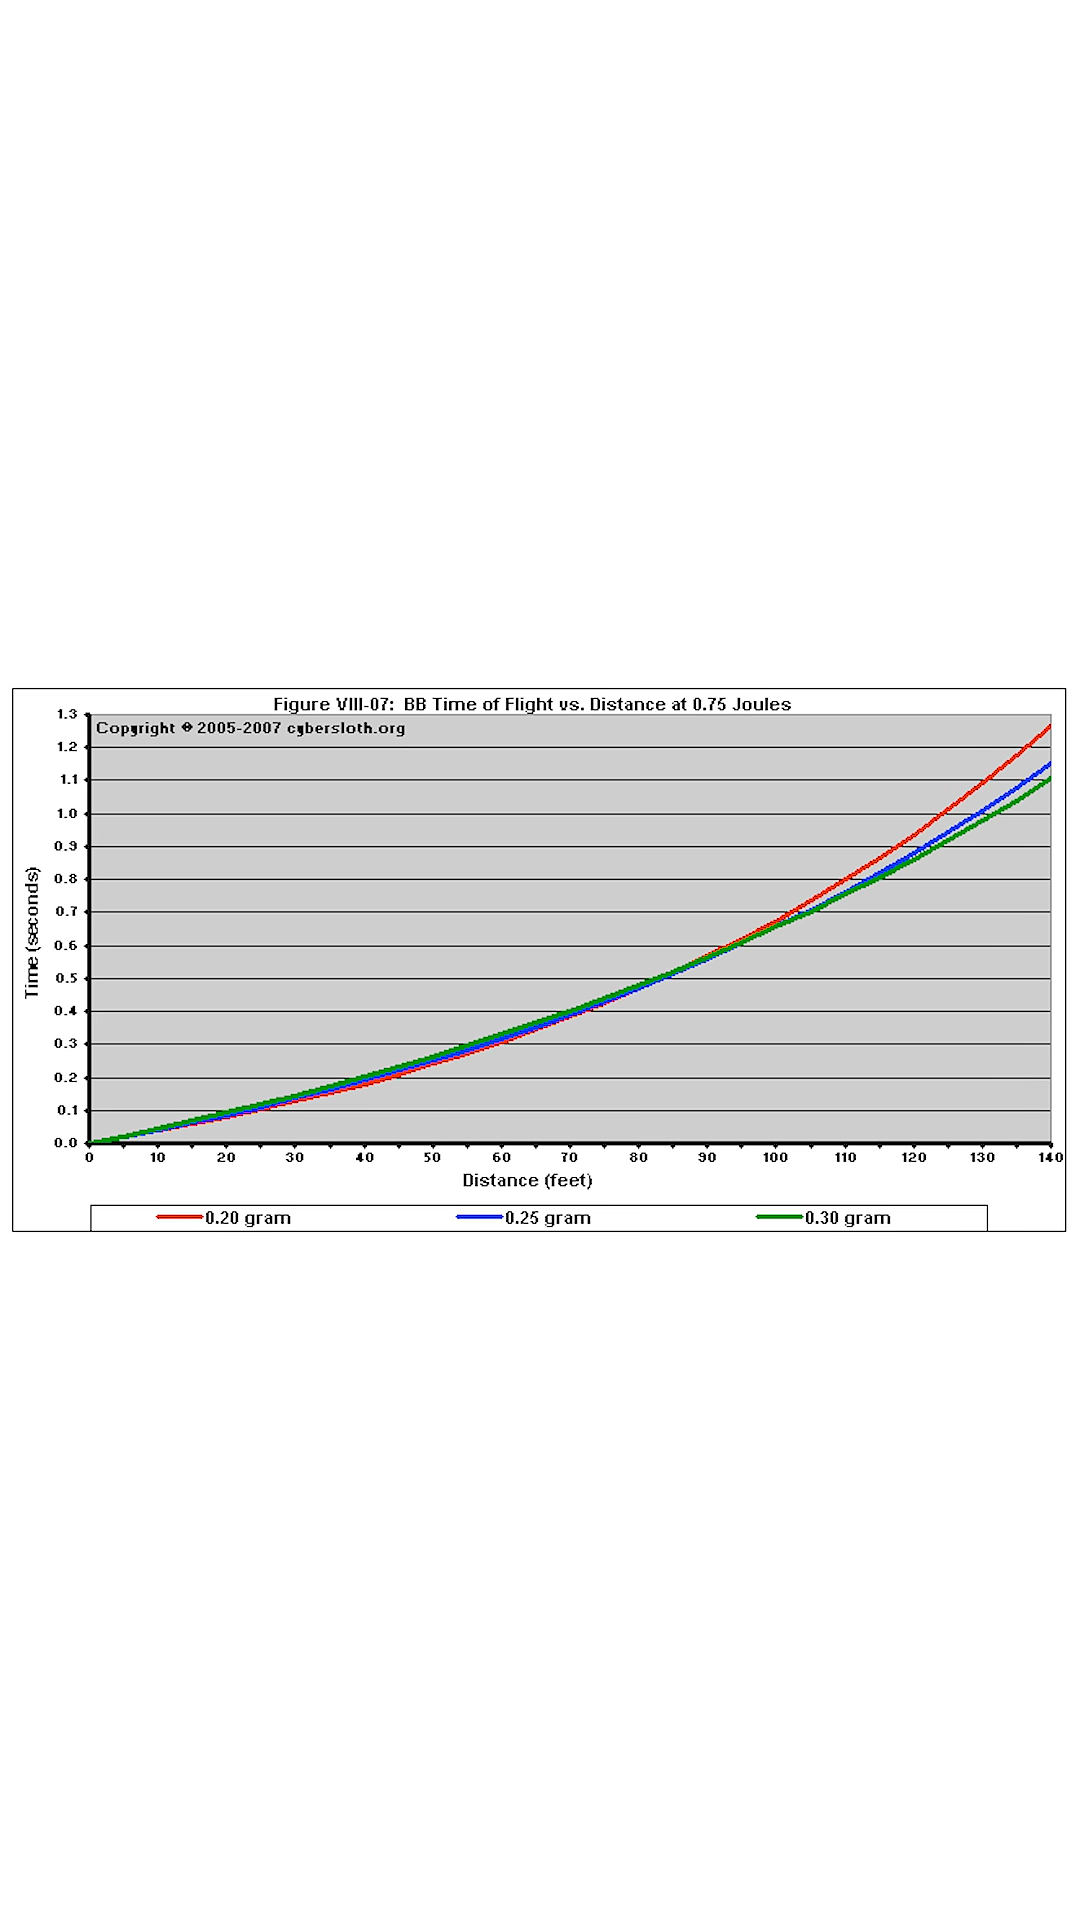 Figure VIII-07: BB Time of Flight vs. Distance at 0.75 Joules
Copyright � 2005-2007 cybersloth.org
1.3
1.2
1.1
1.0
0.9
0.8
0.7
0.6
0.5
0.4
0.3
0.2
0.1
0.0
Time (seconds)
0 10 20 30 40 50 60 70 80 90 100 110 120 130 140
Distance (feet)
0.20 gram 0.25 gram 0.30 gram